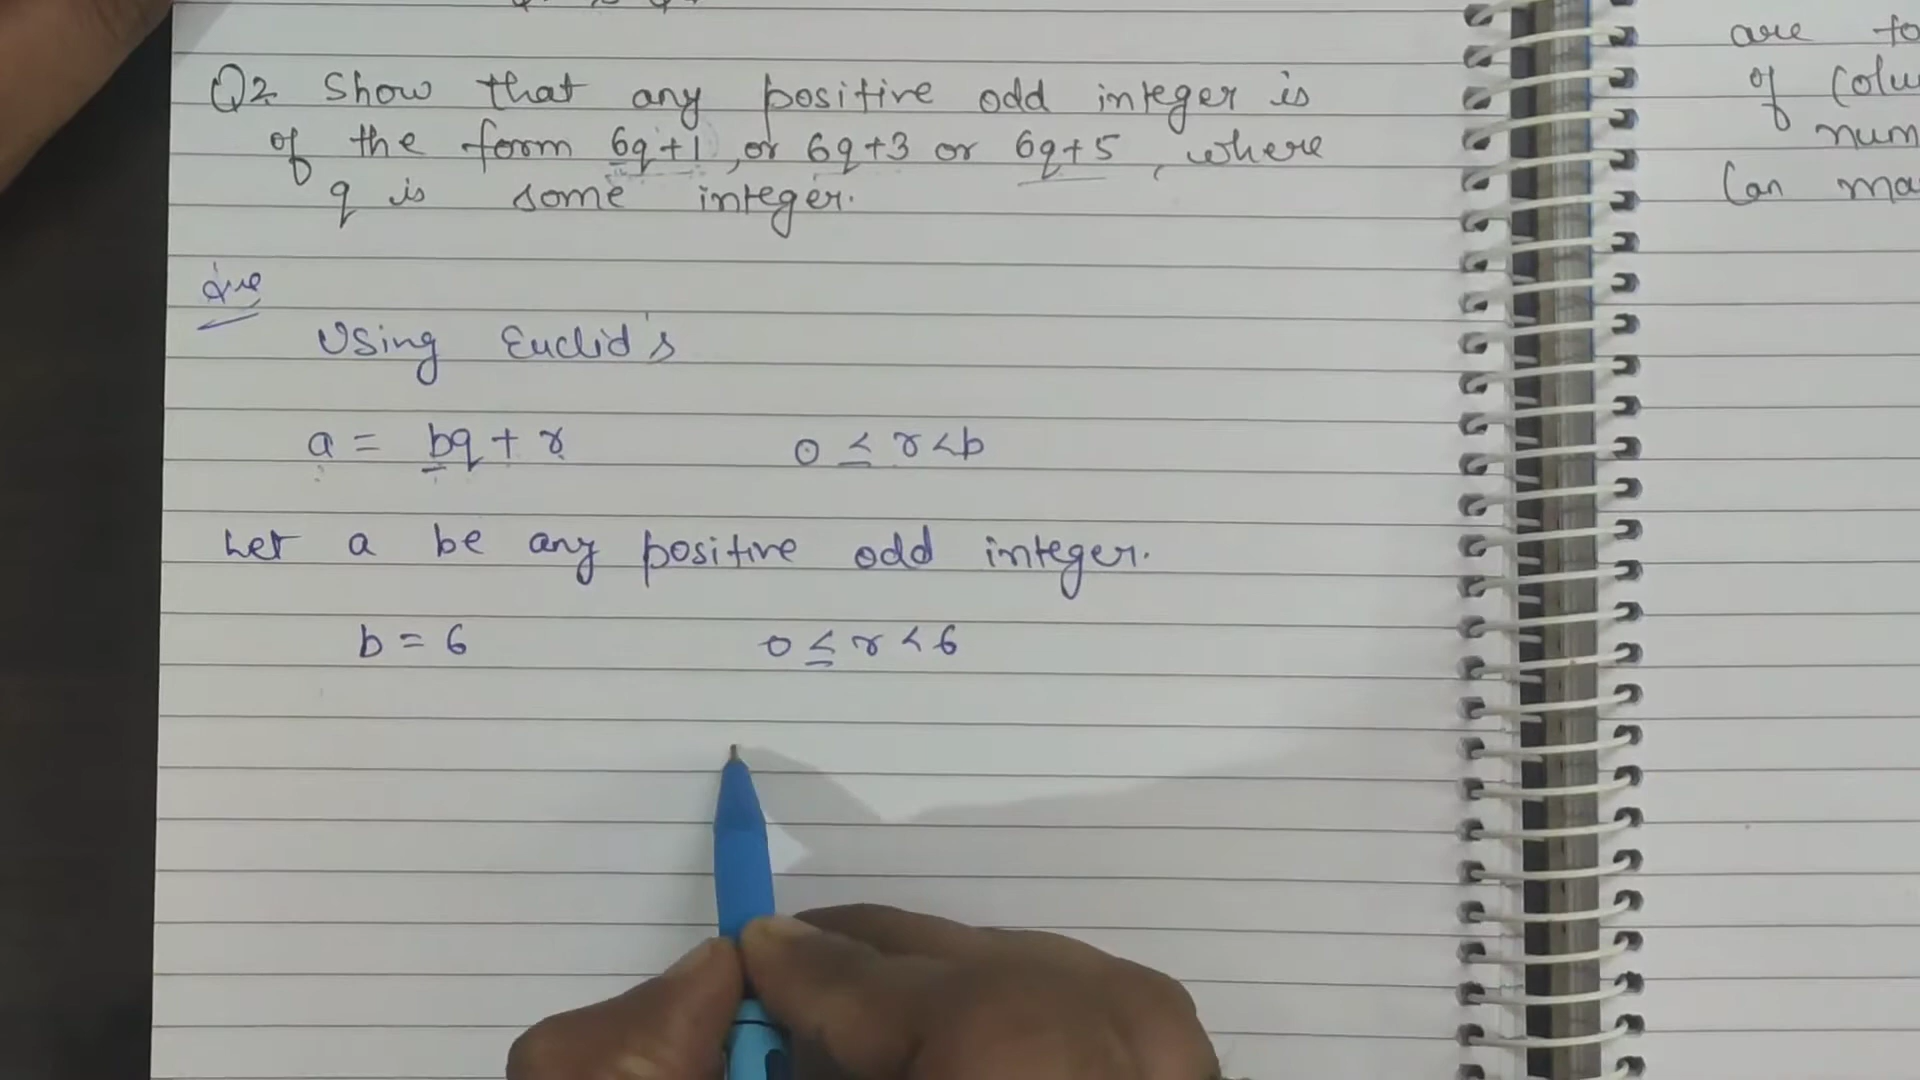 Q2 Show that any positive odd integer is
of the form 6q+1, or 6q+3 or 6q+5, where
q is some integer.
Using Euclid's
a = bq + r 0 ≤ r < b
Let a be any positive odd integer.
b = 6 0 ≤ r < 6
are
of
Can